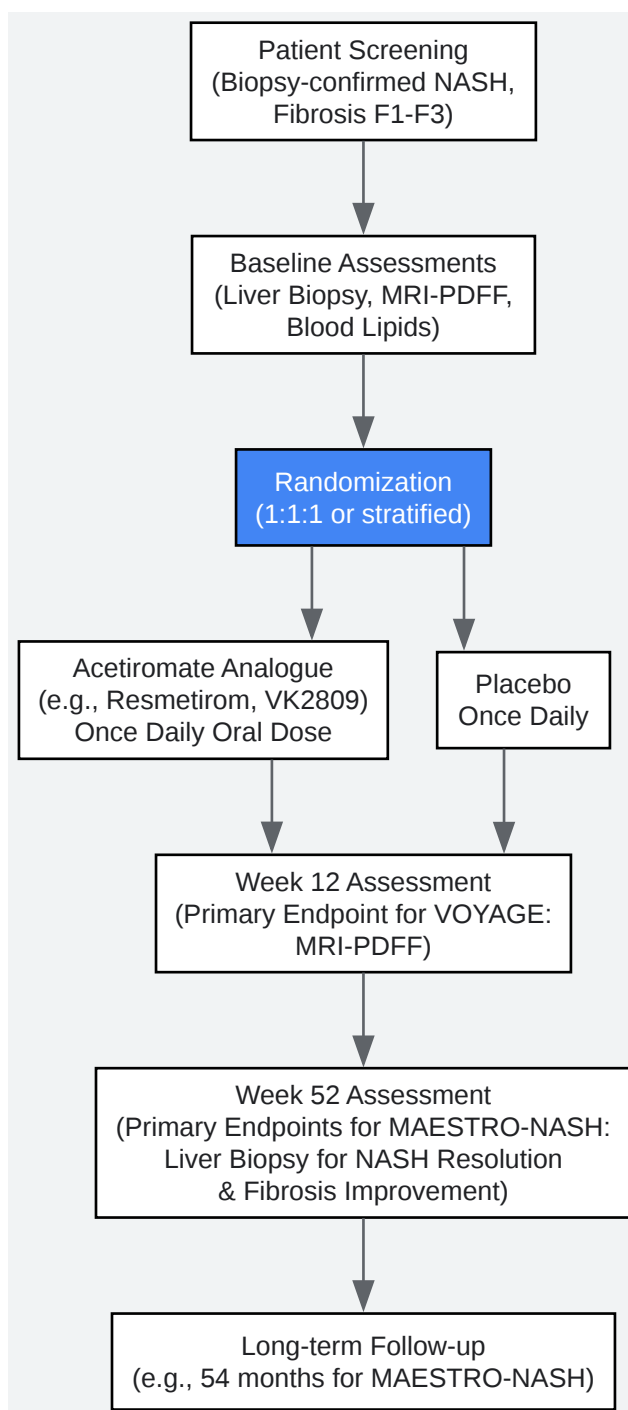 Patient Screening
(Biopsy-confirmed NASH,
Fibrosis F1-F3)
Baseline Assessments
(Liver Biopsy, MRI-PDFF,
Blood Lipids)
Randomization
(1:1:1 or stratified)
Acetiromate Analogue
(e.g., Resmetirom, VK2809)
Once Daily Oral Dose
Placebo
Once Daily
Week 12 Assessment
(Primary Endpoint for VOYAGE:
MRI-PDFF)
Week 52 Assessment
(Primary Endpoints for MAESTRO-NASH:
Liver Biopsy for NASH Resolution
& Fibrosis Improvement)
Long-term Follow-up
(e.g., 54 months for MAESTRO-NASH)